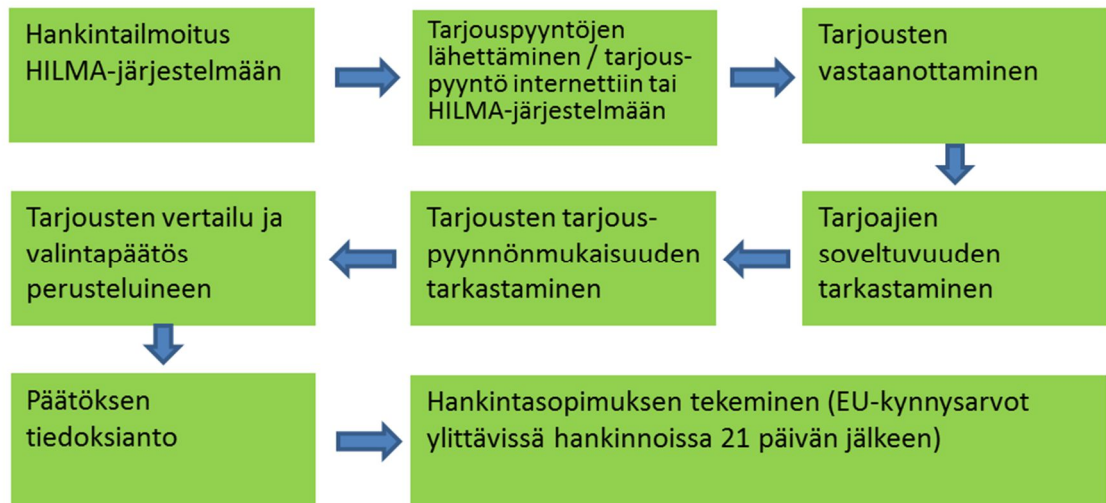 Hankintailmoitus
HILMA-järjestelmään
Tarjouspyyntöjen
lähettäminen / tarjous-
pyyntö internettiin tai
HILMA-järjestelmään
Tarjousten
vastaanottaminen
Tarjoajien
soveltuvuuden
tarkastaminen
Tarjousten tarjous-
pyynnönmukaisuuden
tarkastaminen
Tarjousten vertailu ja
valintapäätös
perusteluineen
Päätöksen
tiedoksianto
Hankintasopimuksen tekeminen (EU-kynnysarvot
ylittävissä hankinnoissa 21 päivän jälkeen)